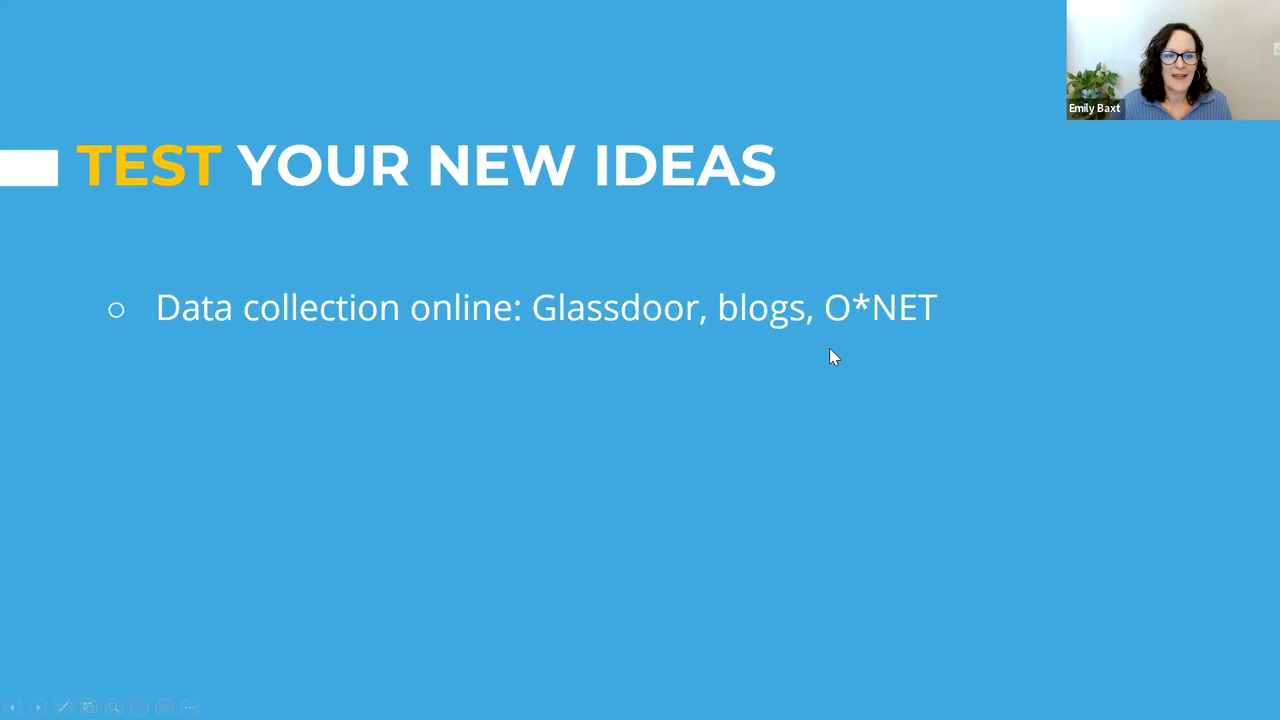 Emily Baxt
TEST YOUR NEW IDEAS
Data collection online: Glassdoor, blogs, O*NET